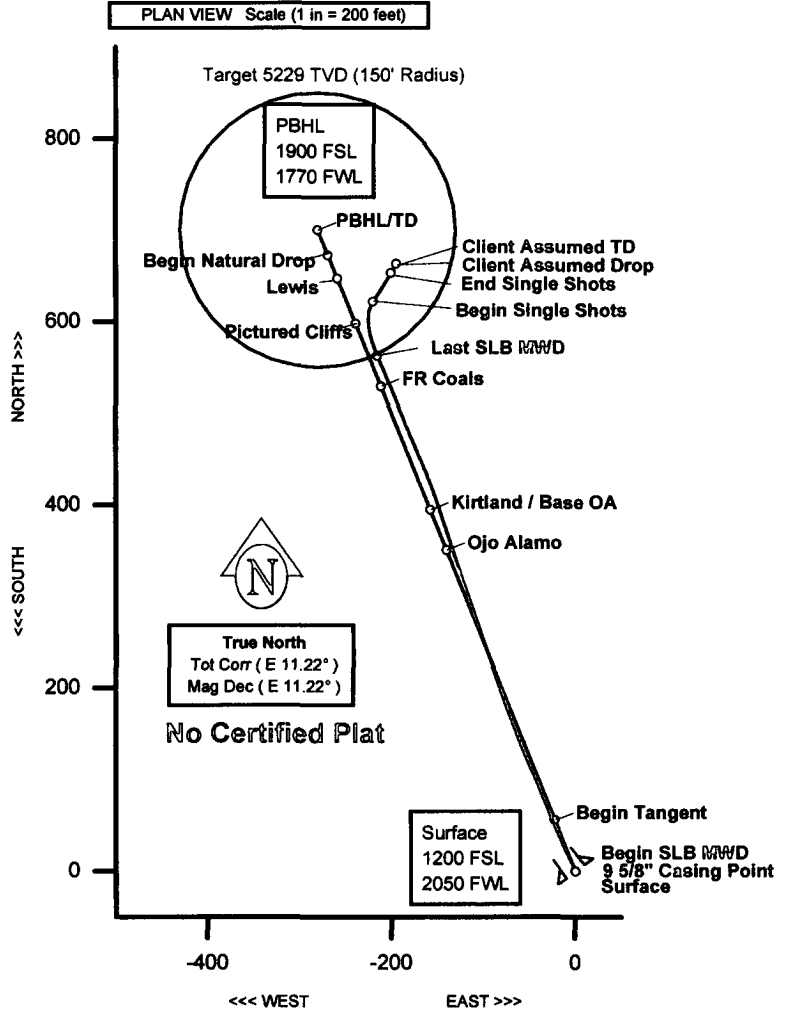 PLAN VIEW Scale (1 in = 200 feet)
Target 5229 TVD (150' Radius)
800
PBHL
1900 FSL
1770 FWL
PBHL/TD
Client Assumed TD
Begin Natural Drop
Client Assumed Drop
Lewis
End Single Shots
Begin Single Shots
600
Pictured Cliffs
Last SLB MWD
NORTH >>>
FR Coals
400
Kirtland / Base OA
Ojo Alamo
<<< SOUTH
N
True North
Tot Corr ( E 11.22° )
Mag Dec ( E 11.22° )
200
No Certified Plat
Begin Tangent
Surface
1200 FSL
2050 FWL
Begin SLB MWD
0
9 5/8" Casing Point
Surface
-400
-200
0
<<< WEST
EAST >>>